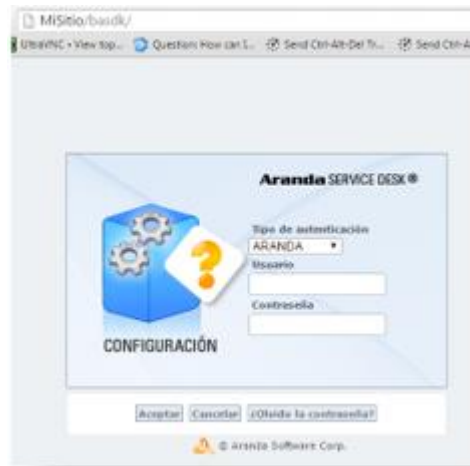 MiSitio/basdk/
UltraVNC • View top... Question: How can I... Send Ctrl-Alt-Del Tr... Send Ctrl-A
Aranda SERVICE DESK ®
Tipo de autenticación
ARANDA
Usuario
Contraseña
CONFIGURACIÓN
Aceptar Cancelar ¿Olvido la contraseña?
© Aranda Software Corp.